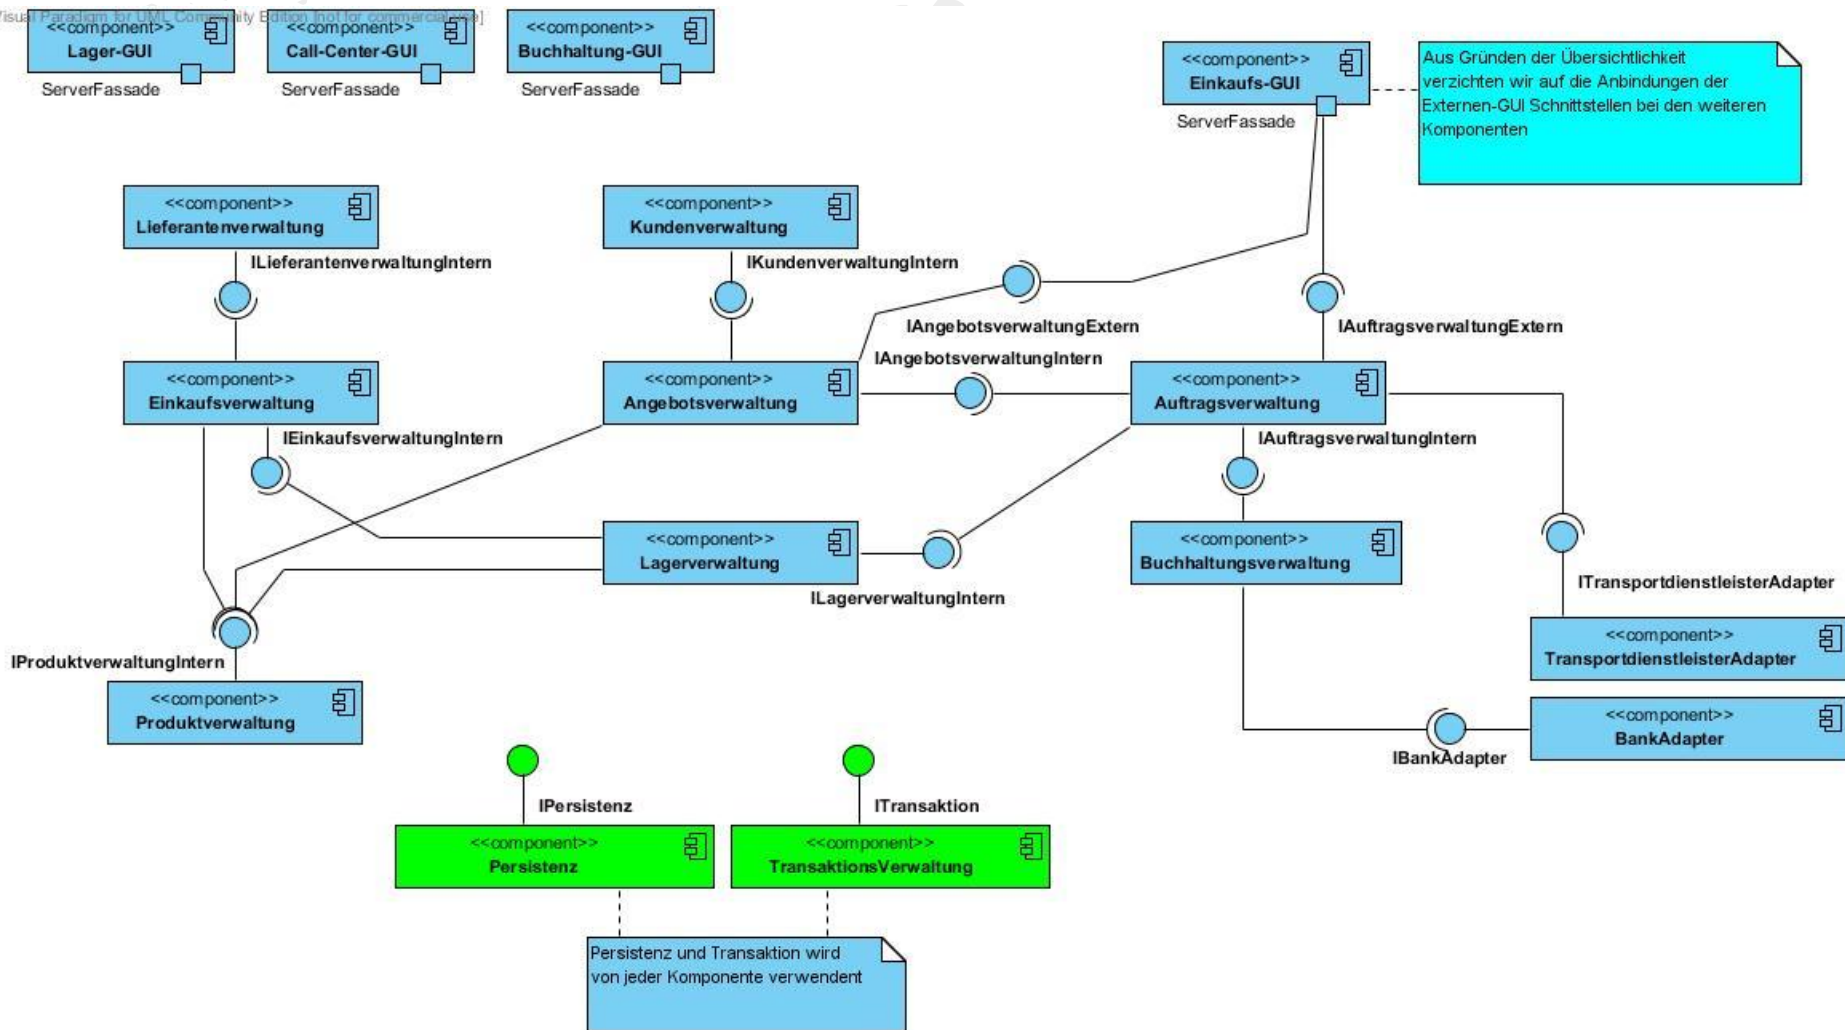 Visual Paradigm for UML Community Edition [not for commercial use]
<<component>>
Lager-GUI
ServerFassade
<<component>>
Call-Center-GUI
ServerFassade
<<component>>
Buchhaltung-GUI
ServerFassade
<<component>>
Einkaufs-GUI
ServerFassade
Aus Gründen der Übersichtlichkeit
verzichten wir auf die Anbindungen der
Externen-GUI Schnittstellen bei den weiteren
Komponenten
<<component>>
Lieferantenverwaltung
ILieferantenverwaltungIntern
<<component>>
Kundenverwaltung
IKundenverwaltungIntern
IAngebotsverwaltungExtern
IAuftragsverwaltungExtern
<<component>>
Einkaufsverwaltung
IEinkaufsverwaltungIntern
<<component>>
Angebotsverwaltung
IAngebotsverwaltungIntern
<<component>>
Auftragsverwaltung
IAuftragsverwaltungIntern
<<component>>
Lagerverwaltung
ILagerverwaltungIntern
<<component>>
Buchhaltungsverwaltung
ITransportdienstleisterAdapter
<<component>>
TransportdienstleisterAdapter
IProduktverwaltungIntern
<<component>>
Produktverwaltung
<<component>>
BankAdapter
IBankAdapter
IPersistenz
<<component>>
Persistenz
ITransaktion
<<component>>
TransaktionsVerwaltung
Persistenz und Transaktion wird
von jeder Komponente verwendent